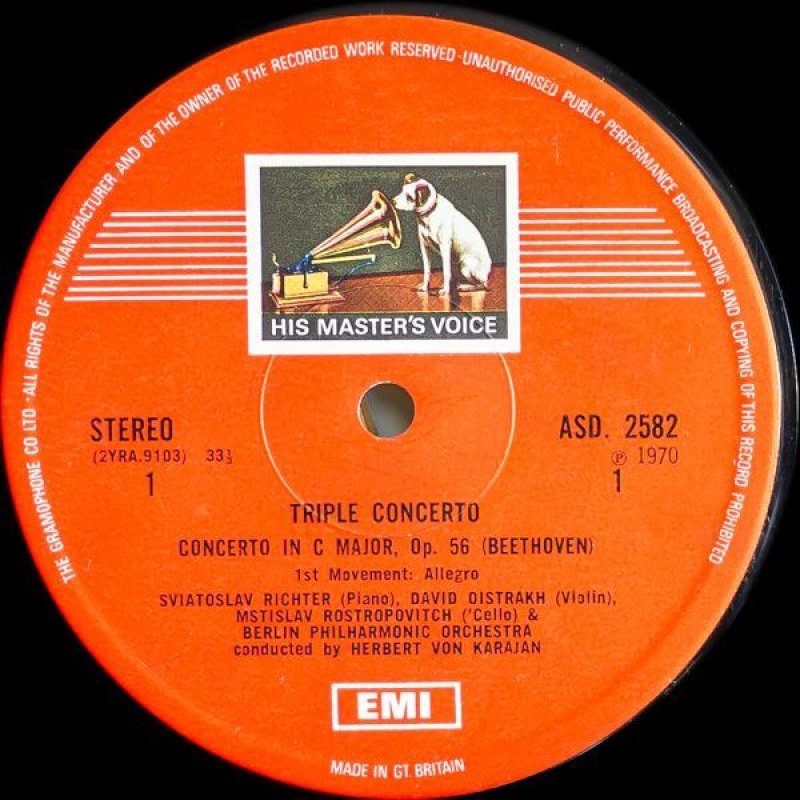 THE GRAMOPHONE CO LTD · ALL RIGHTS OF THE MANUFACTURER AND OF THE OWNER OF THE RECORDED WORK RESERVED · UNAUTHORISED PUBLIC PERFORMANCE BROADCASTING AND COPYING OF THIS RECORD PROHIBITED
HIS MASTER'S VOICE
STEREO
(2YRA.9103) 33⅓
1
ASD. 2582
℗ 1970
1
TRIPLE CONCERTO
CONCERTO IN C MAJOR, Op. 56 (BEETHOVEN)
1st Movement: Allegro
SVIATOSLAV RICHTER (Piano), DAVID OISTRAKH (Violin),
MSTISLAV ROSTROPOVITCH ('Cello) &
BERLIN PHILHARMONIC ORCHESTRA
conducted by HERBERT VON KARAJAN
EMI
MADE IN GT. BRITAIN